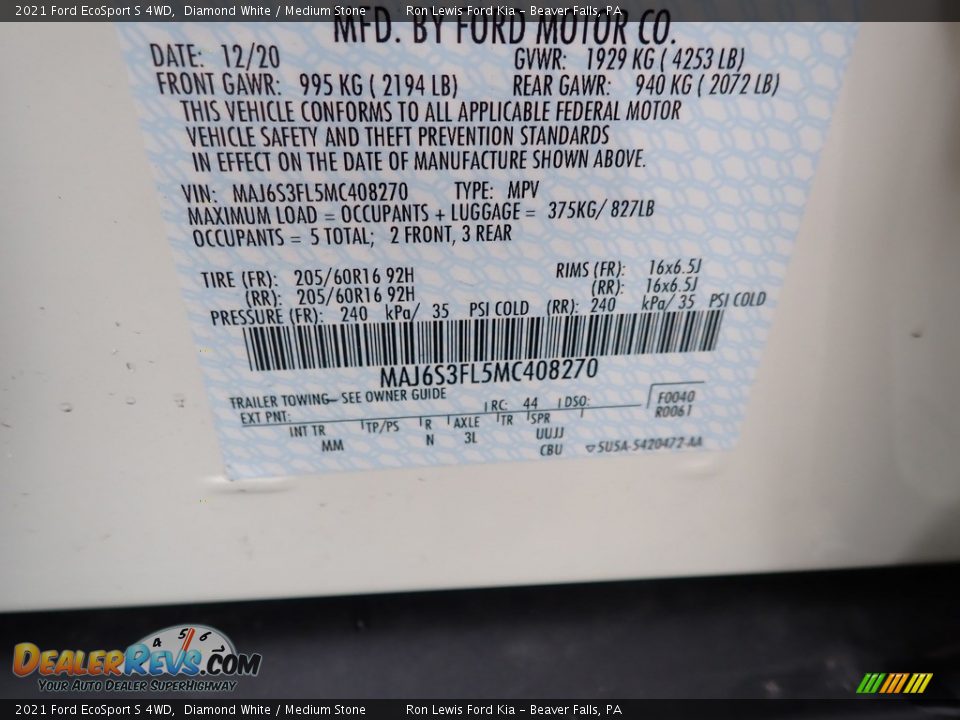 2021 Ford EcoSport S 4WD, Diamond White / Medium Stone Ron Lewis Ford Kia - Beaver Falls, PA
MFD. BY FORD MOTOR CO.
DATE: 12/20 GVWR: 1929 KG ( 4253 LB)
FRONT GAWR: 995 KG ( 2194 LB) REAR GAWR: 940 KG ( 2072 LB)
THIS VEHICLE CONFORMS TO ALL APPLICABLE FEDERAL MOTOR
VEHICLE SAFETY AND THEFT PREVENTION STANDARDS
IN EFFECT ON THE DATE OF MANUFACTURE SHOWN ABOVE.
VIN: MAJ6S3FL5MC408270 TYPE: MPV
MAXIMUM LOAD = OCCUPANTS + LUGGAGE = 375KG/ 827LB
OCCUPANTS = 5 TOTAL; 2 FRONT, 3 REAR
TIRE (FR): 205/60R16 92H RIMS (FR): 16x6.5J
(RR): 205/60R16 92H (RR): 16x6.5J
PRESSURE (FR): 240 kPa/ 35 PSI COLD (RR): 240 kPa/ 35 PSI COLD
MAJ6S3FL5MC408270
TRAILER TOWING- SEE OWNER GUIDE
EXT PNT: RC: 44 DSO: F0040
R0061
INT TR TP/PS R AXLE TR SPR
MM N 3L UUJJ
CBU 5U5A-5420472-AA
4 5 6
DEALERREVS.COM
YOUR AUTO DEALER SUPERHIGHWAY
2021 Ford EcoSport S 4WD, Diamond White / Medium Stone Ron Lewis Ford Kia - Beaver Falls, PA